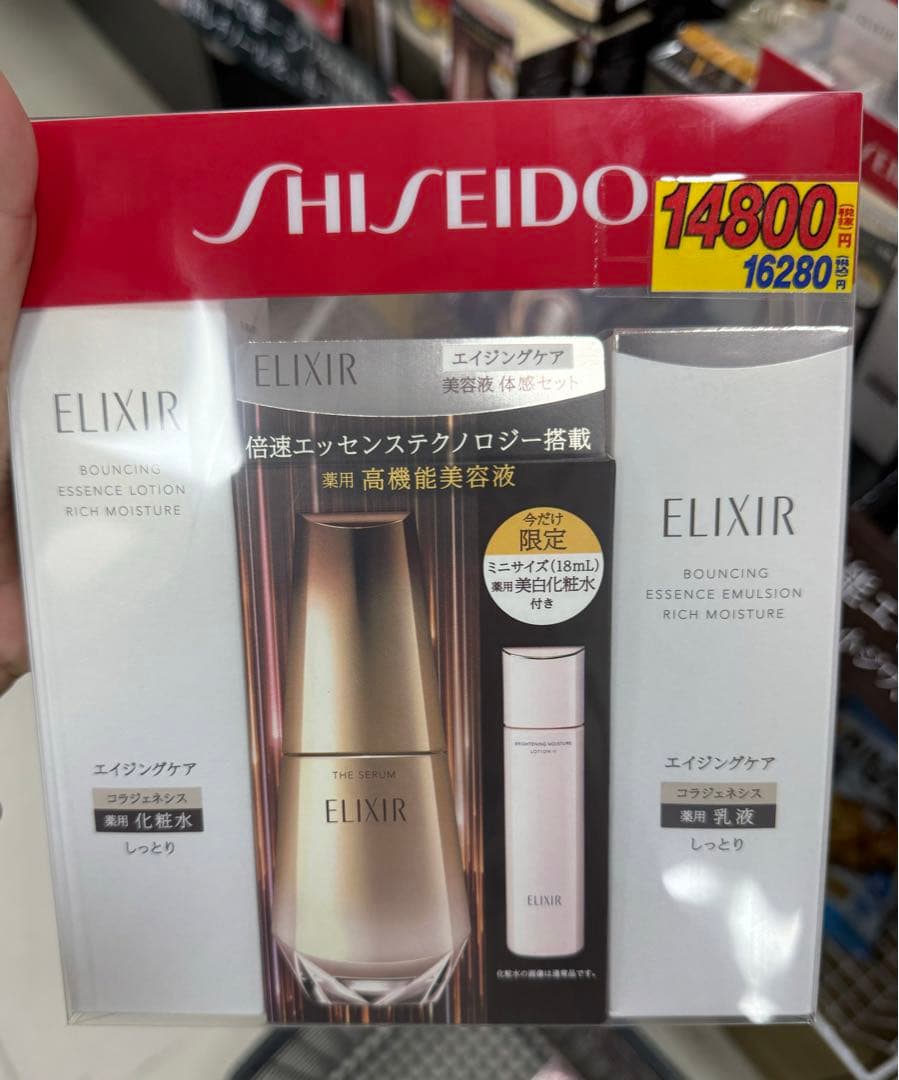 SHISEIDO
14800(税抜)円
16280(税込)円
ELIXIR
BOUNCING
ESSENCE LOTION
RICH MOISTURE
エイジングケア
コラジェネシス
薬用 化粧水
しっとり
ELIXIR
エイジングケア
美容液 体感セット
倍速エッセンステクノロジー搭載
薬用 高機能美容液
今だけ
限定
ミニサイズ(18mL)
薬用 美白化粧水
付き
THE SERUM
ELIXIR
BRIGHTENING MOISTURE
LOTION
ELIXIR
化粧水の画像は通常品です。
ELIXIR
BOUNCING
ESSENCE EMULSION
RICH MOISTURE
エイジングケア
コラジェネシス
薬用 乳液
しっとり